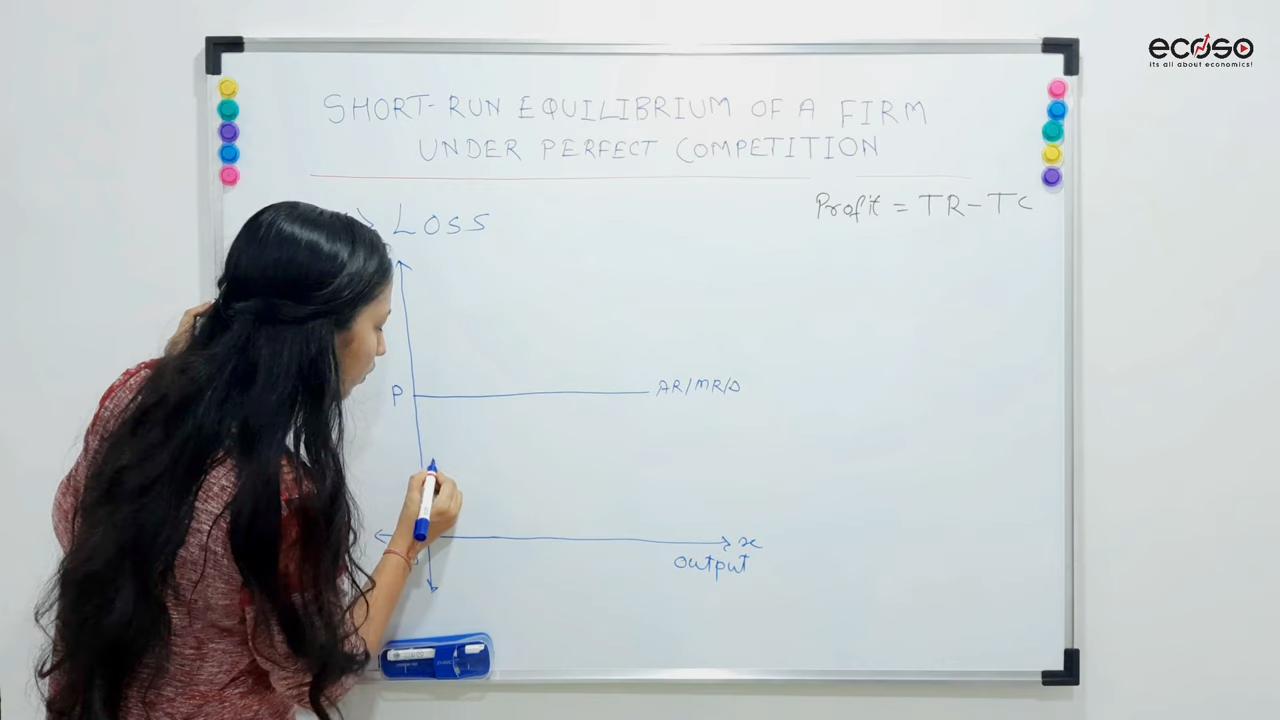 ecoso
its all about economics!
SHORT-RUN EQUILIBRIUM OF A FIRM
UNDER PERFECT COMPETITION
Profit = TR - TC
Loss
P
AR/MR/D
x
output